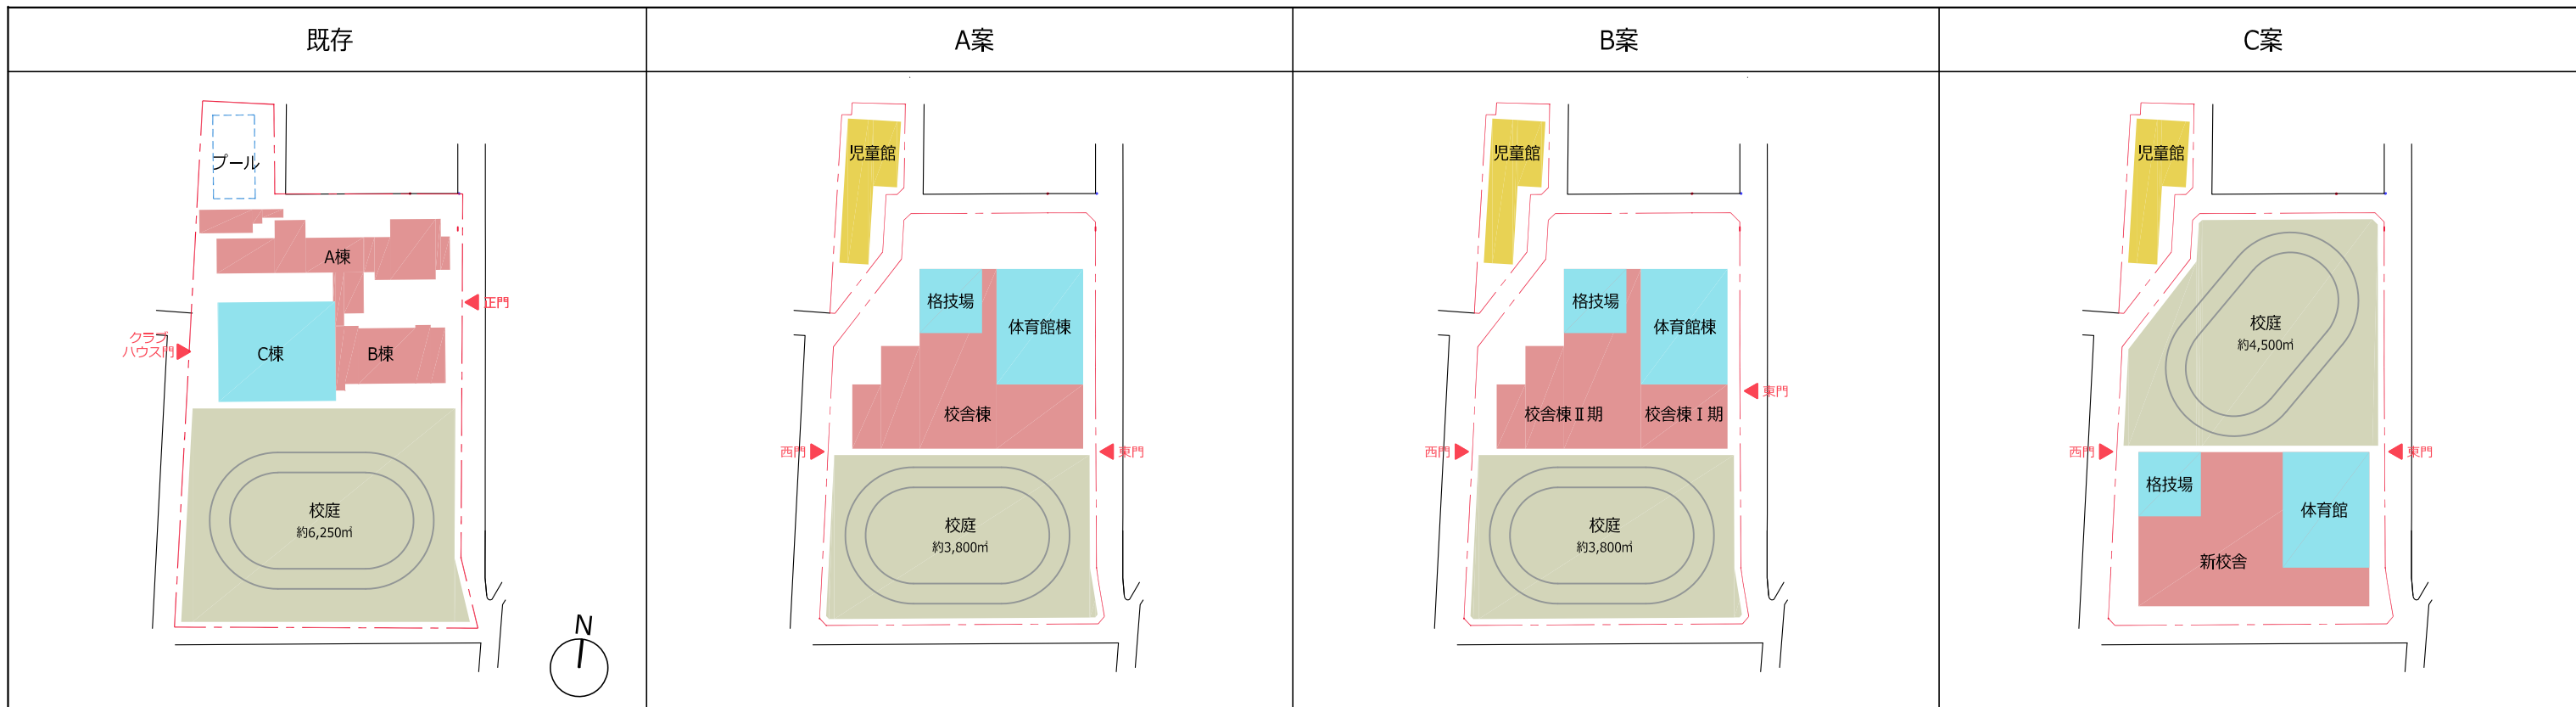 既存
A案
B案
C案
プール
A棟
正門
クラブ
ハウス門
C棟
B棟
校庭
約6,250㎡
N
児童館
格技場
体育館棟
校舎棟
西門
東門
校庭
約3,800㎡
児童館
格技場
体育館棟
東門
校舎棟Ⅱ期
校舎棟Ⅰ期
西門
校庭
約3,800㎡
児童館
校庭
約4,500㎡
西門
東門
格技場
体育館
新校舎